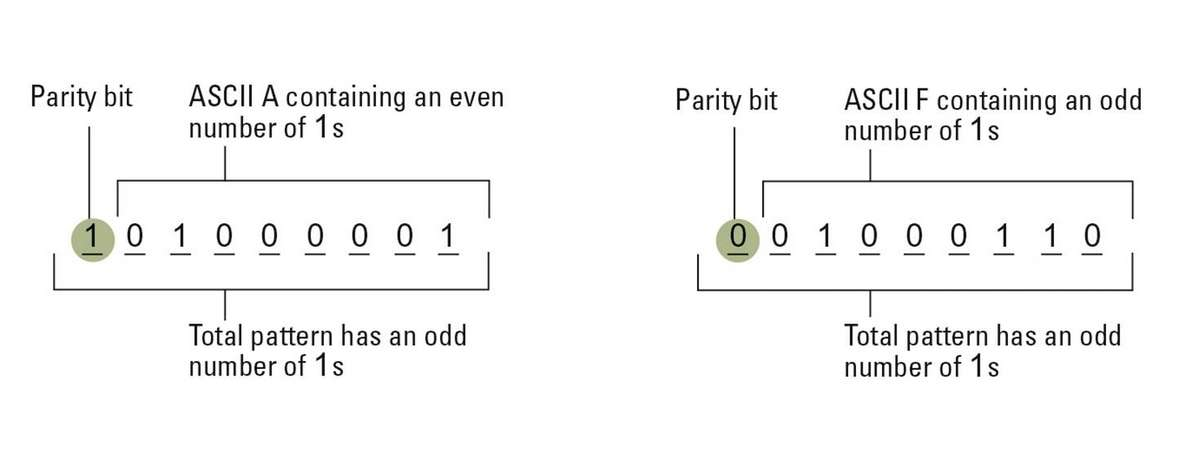 Parity bit
ASCII A containing an even
number of 1s
1 0 1 0 0 0 0 0 1
Total pattern has an odd
number of 1s
Parity bit
ASCII F containing an odd
number of 1s
0 0 1 0 0 0 1 1 0
Total pattern has an odd
number of 1s